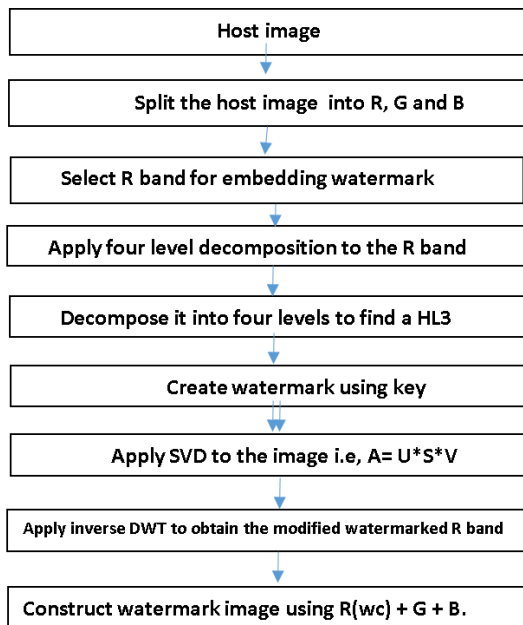 Host image
Split the host image into R, G and B
Select R band for embedding watermark
Apply four level decomposition to the R band
Decompose it into four levels to find a HL3
Create watermark using key
Apply SVD to the image i.e, A= U*S*V
Apply inverse DWT to obtain the modified watermarked R band
Construct watermark image using R(wc) + G + B.